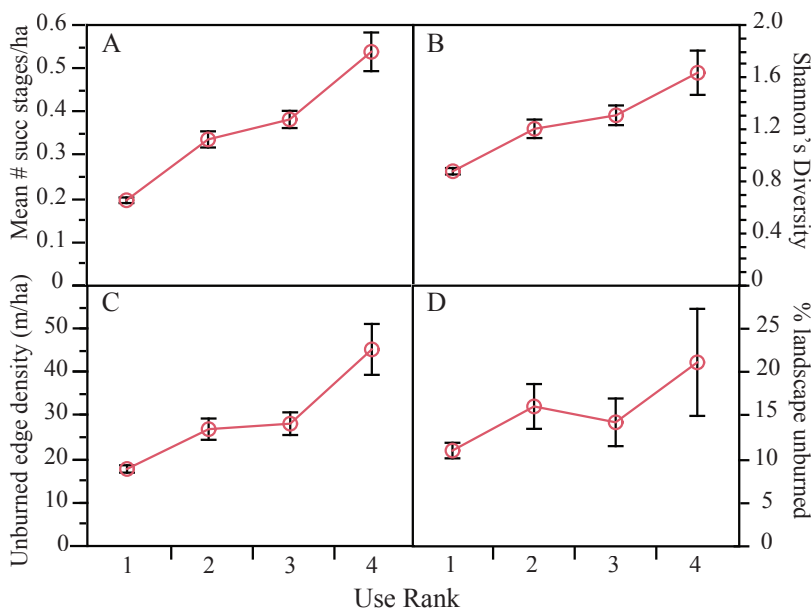 0.6
0.5
0.4
0.3
0.2
0.1
0
Mean # succ stages/ha
A
B
2.0
1.6
1.2
0.8
0.4
0
Shannon's Diversity
50
40
30
20
10
0
Unburned edge density (m/ha)
C
D
25
20
15
10
5
0
% landscape unburned
1 2 3 4 1 2 3 4
Use Rank